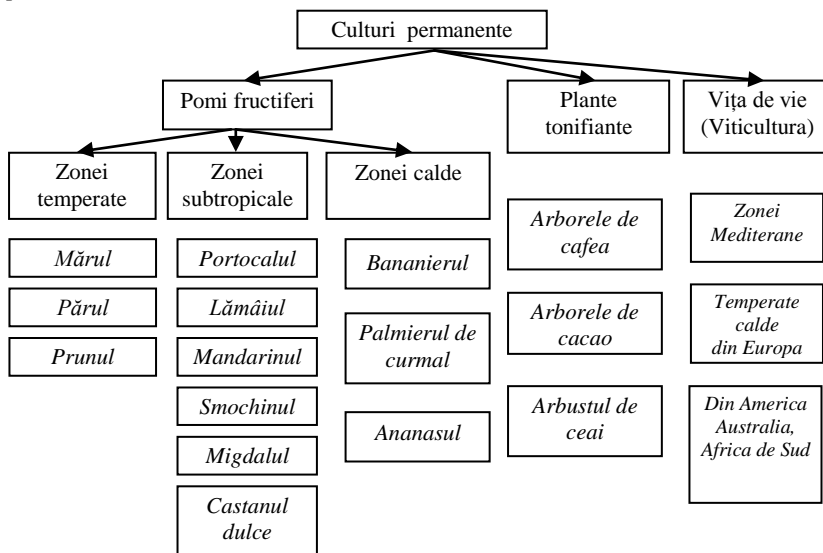 Culturi permanente
Pomi fructiferi
Plante
tonifiante
Vița de vie
(Viticultura)
Zonei
temperate
Zonei
subtropicale
Zonei calde
Mărul
Părul
Prunul
Portocalul
Lămâiul
Mandarinul
Smochinul
Migdalul
Castanul
dulce
Bananierul
Palmierul de
curmal
Ananasul
Arborele de
cafea
Arborele de
cacao
Arbustul de
ceai
Zonei
Mediterane
Temperate
calde
din Europa
Din America
Australia,
Africa de Sud